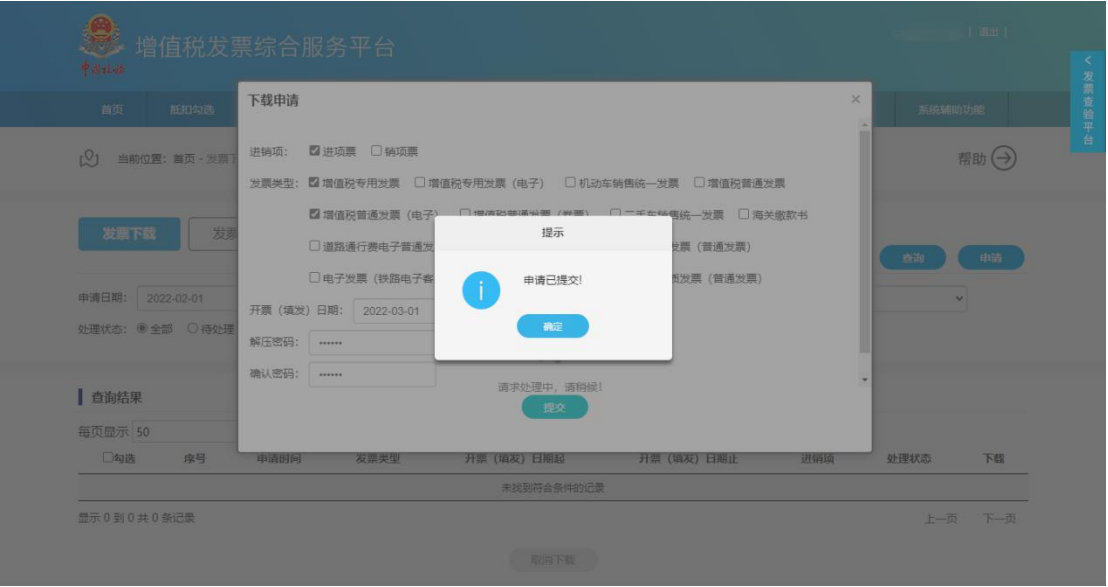 增值税发票综合服务平台
| 退出 |
发票查验平台
首页 抵扣勾选 系统辅助功能
下载申请 ×
当前位置：首页 - 发票下
帮助
进销项： 进项票 销项票
发票类型： 增值税专用发票 增值税专用发票（电子） 机动车销售统一发票 增值税普通发票
增值税普通发票（电子） 增值税普通发票（卷票） 二手车销售统一发票 海关缴款书
道路通行费电子普通发 发票（普通发票）
电子发票（铁路电子客 发票（普通发票）
提示
申请已提交!
确定
发票下载 发票
查询 申请
申请日期： 2022-02-01
处理状态： 全部 待处理
开票（填发）日期： 2022-03-01
解压密码： ••••••
确认密码： ••••••
请求处理中，请稍候!
提交
查询结果
每页显示 50
勾选 序号 申请时间 发票类型 开票（填发）日期起 开票（填发）日期止 进销项 处理状态 下载
未找到符合条件的记录
显示 0 到 0 共 0 条记录 上一页 下一页
取消下载